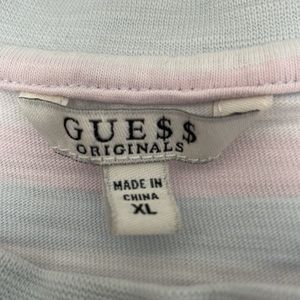 GUE$$
ORIGINALS
MADE IN
CHINA
XL